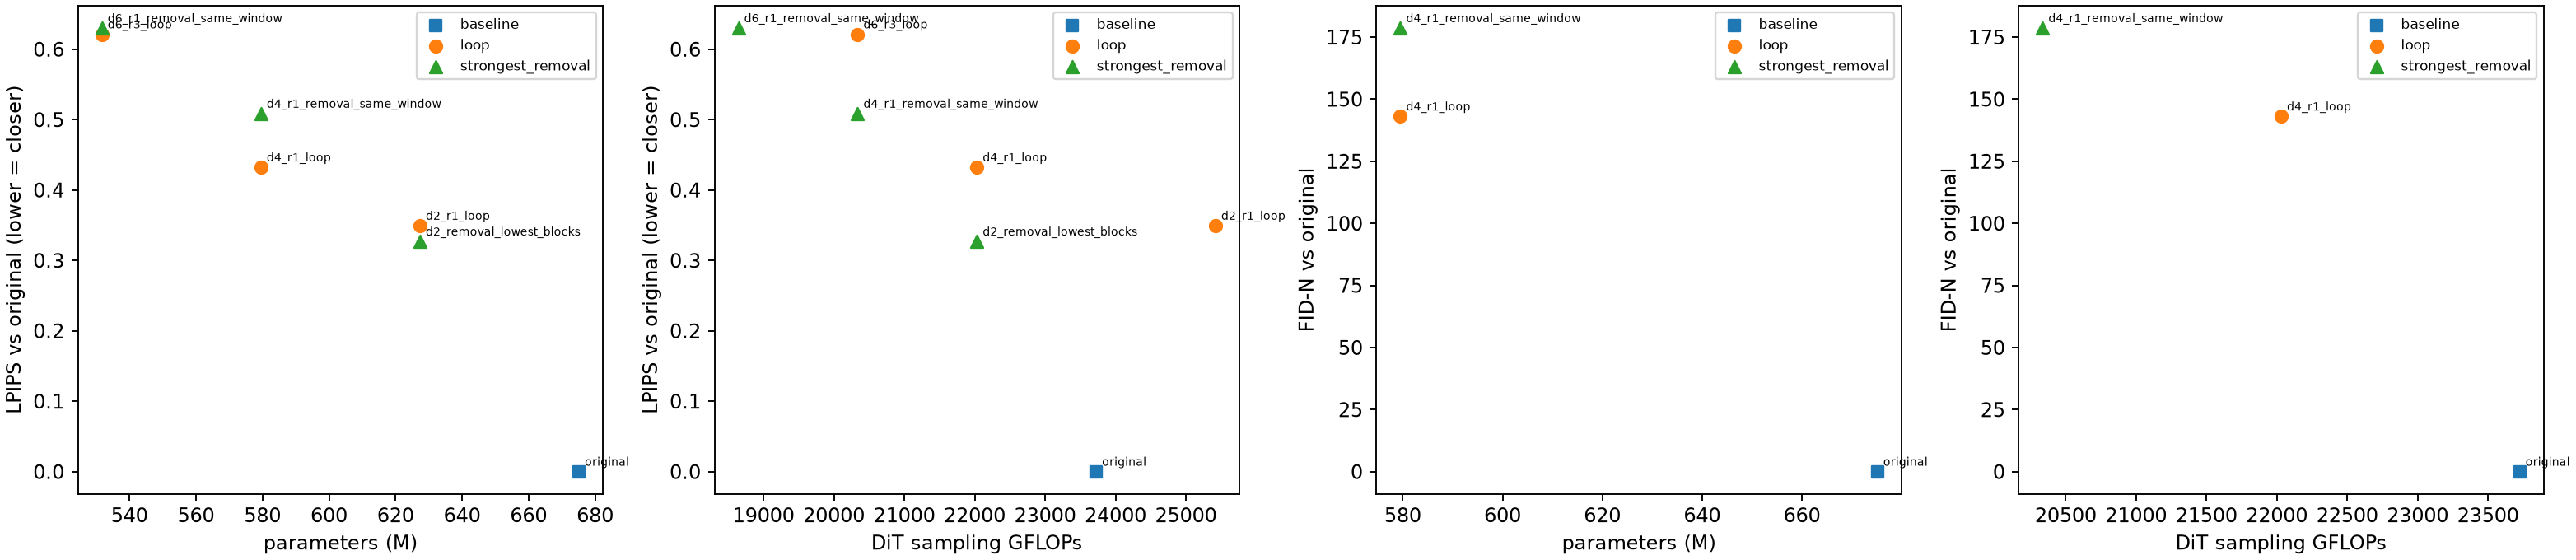 LPIPS vs original (lower = closer)
0.6
0.5
0.4
0.3
0.2
0.1
0.0
d6_r1_removal_same_window
d6_r3_loop
d4_r1_removal_same_window
d4_r1_loop
d2_r1_loop
d2_removal_lowest_blocks
original
baseline
loop
strongest_removal
540 560 580 600 620 640 660 680
parameters (M)
LPIPS vs original (lower = closer)
0.6
0.5
0.4
0.3
0.2
0.1
0.0
d6_r1_removal_same_window
d6_r3_loop
d4_r1_removal_same_window
d4_r1_loop
d2_r1_loop
d2_removal_lowest_blocks
original
baseline
loop
strongest_removal
19000 20000 21000 22000 23000 24000 25000
DiT sampling GFLOPs
FID-N vs original
175
150
125
100
75
50
25
0
d4_r1_removal_same_window
d4_r1_loop
original
baseline
loop
strongest_removal
580 600 620 640 660
parameters (M)
FID-N vs original
175
150
125
100
75
50
25
0
d4_r1_removal_same_window
d4_r1_loop
original
baseline
loop
strongest_removal
20500 21000 21500 22000 22500 23000 23500
DiT sampling GFLOPs